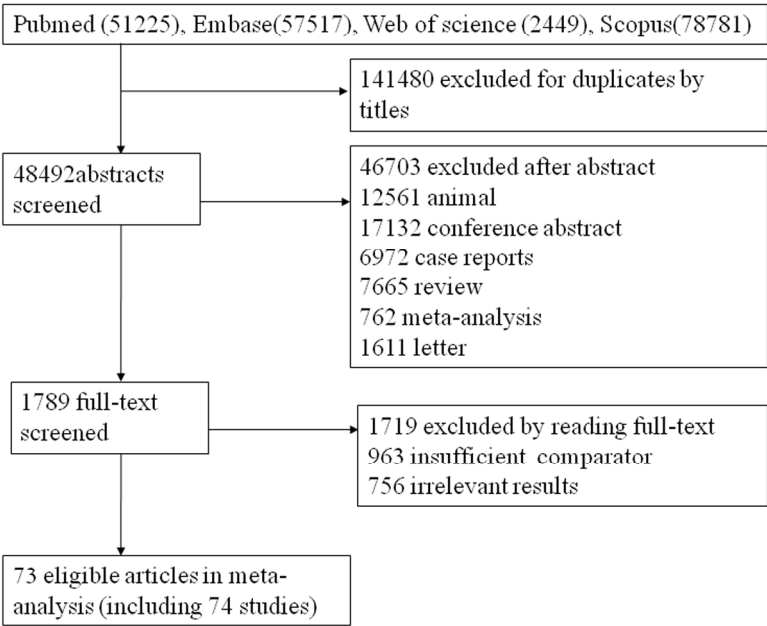 Pubmed (51225), Embase(57517), Web of science (2449), Scopus(78781)
141480 excluded for duplicates by
titles
48492abstracts
screened
46703 excluded after abstract
12561 animal
17132 conference abstract
6972 case reports
7665 review
762 meta-analysis
1611 letter
1789 full-text
screened
1719 excluded by reading full-text
963 insufficient comparator
756 irrelevant results
73 eligible articles in meta-
analysis (including 74 studies)